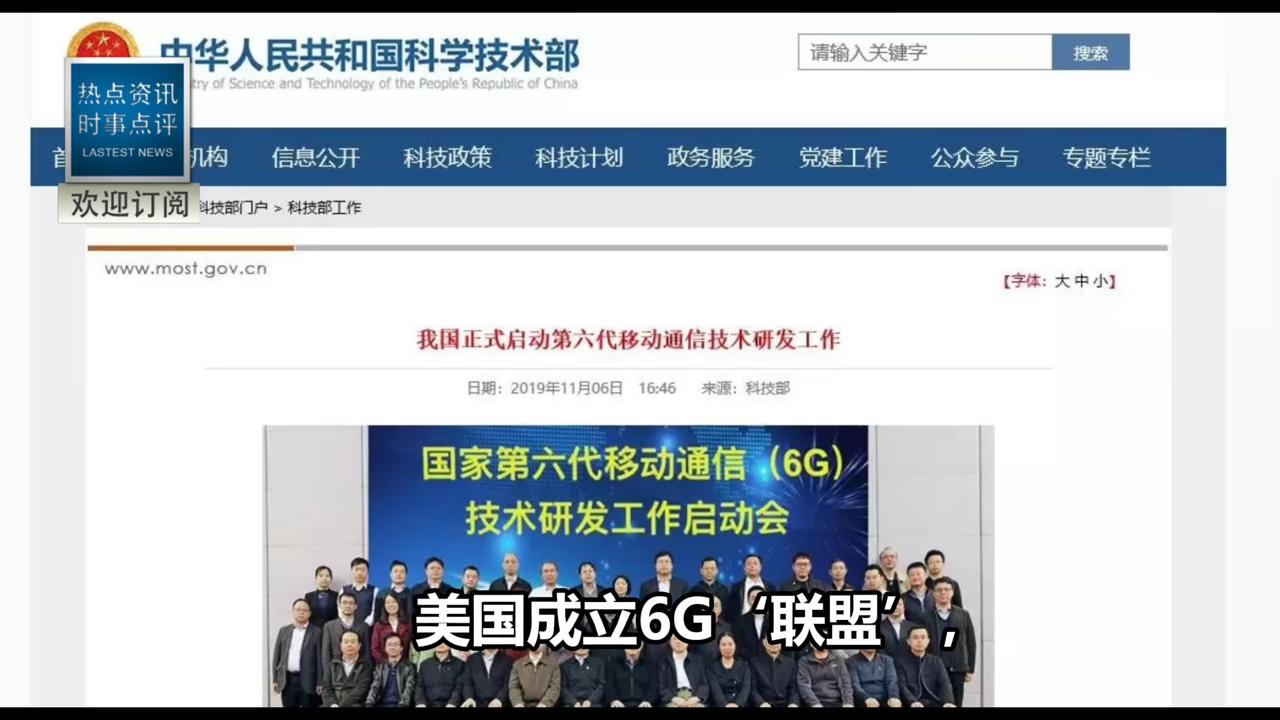 中华人民共和国科学技术部
try of Science and Technology of the People's Republic of China
请输入关键字
搜索
热点资讯
时事点评
LASTEST NEWS
欢迎订阅
首
机构
信息公开
科技政策
科技计划
政务服务
党建工作
公众参与
专题专栏
科技部门户 > 科技部工作
www.most.gov.cn
【字体：大 中 小】
我国正式启动第六代移动通信技术研发工作
日期：2019年11月06日 16:46 来源：科技部
国家第六代移动通信（6G）
技术研发工作启动会
美国成立6G‘联盟’，